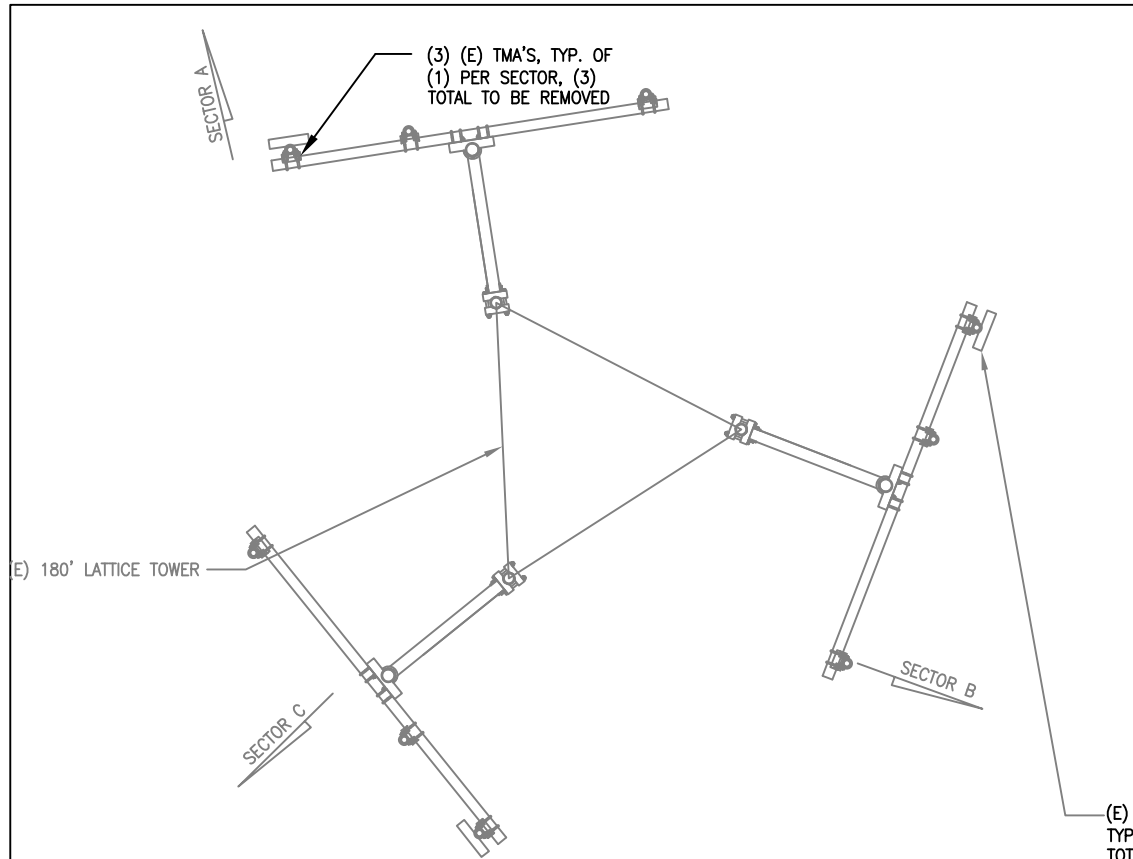 (3) (E) TMA'S, TYP. OF
(1) PER SECTOR, (3)
TOTAL TO BE REMOVED
SECTOR A
(E) 180' LATTICE TOWER
SECTOR B
SECTOR C
(E)
TYP
TOT